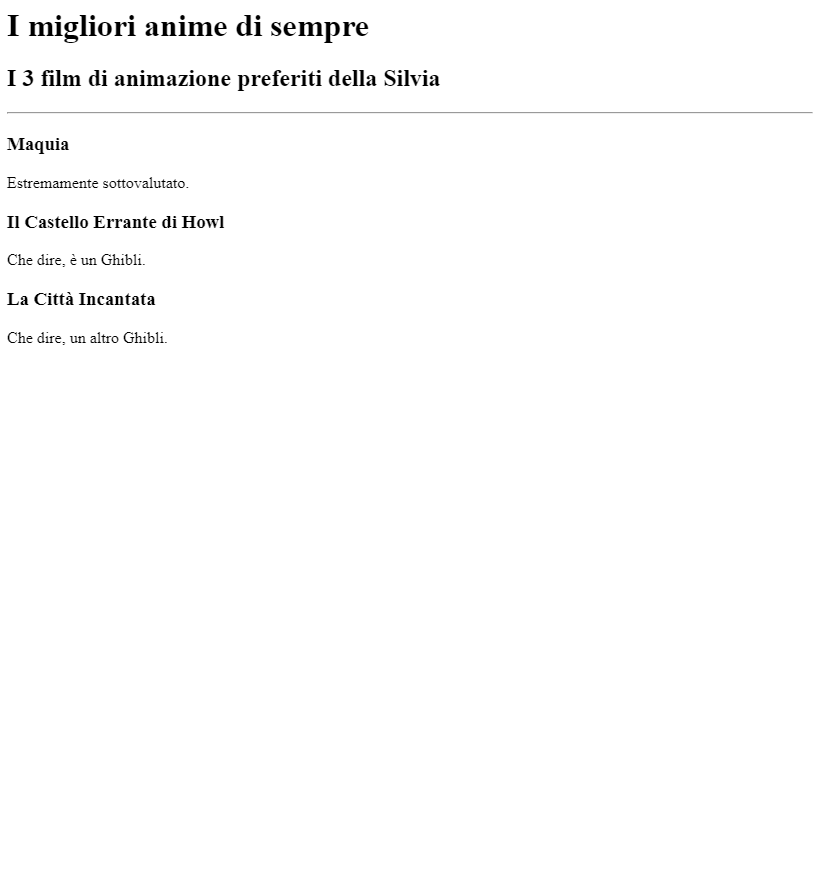 I migliori anime di sempre
I 3 film di animazione preferiti della Silvia
Maquia
Estremamente sottovalutato.
Il Castello Errante di Howl
Che dire, è un Ghibli.
La Città Incantata
Che dire, un altro Ghibli.